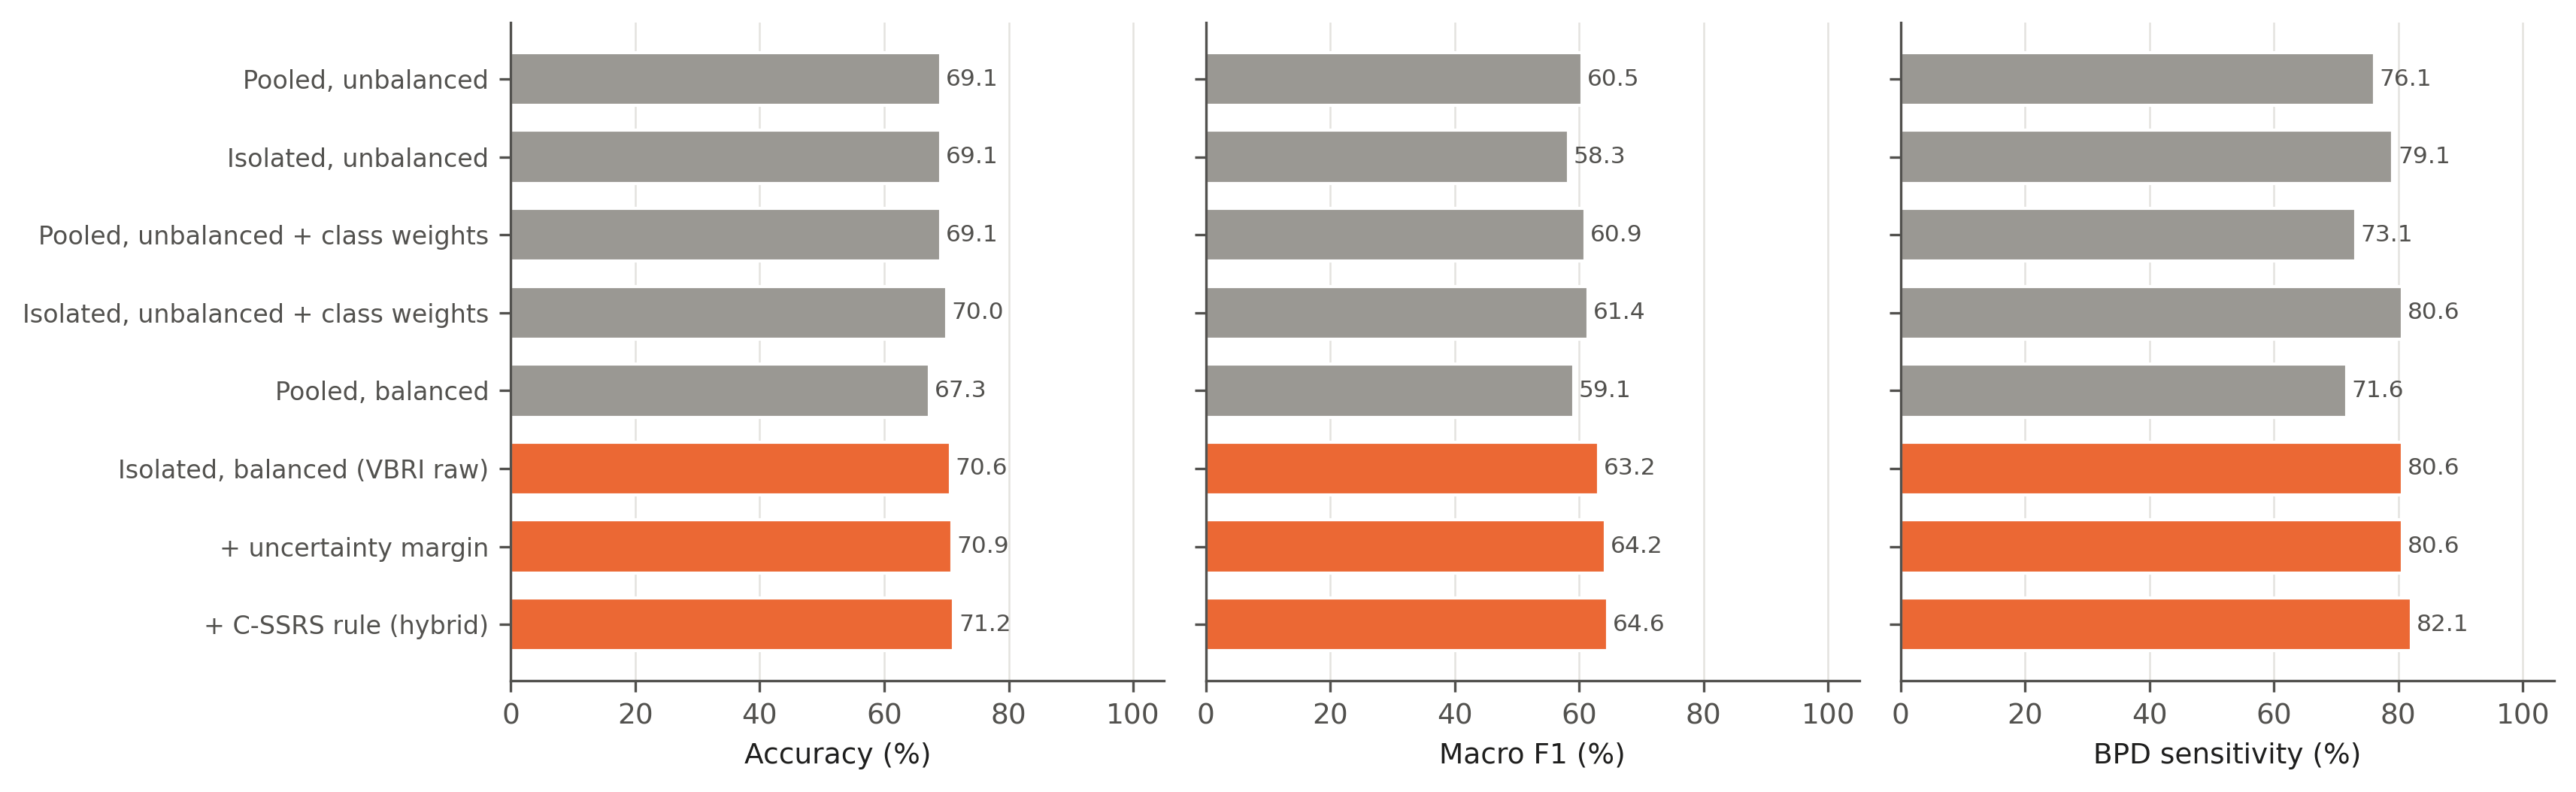 Pooled, unbalanced
69.1
60.5
76.1
Isolated, unbalanced
69.1
58.3
79.1
Pooled, unbalanced + class weights
69.1
60.9
73.1
Isolated, unbalanced + class weights
70.0
61.4
80.6
Pooled, balanced
67.3
59.1
71.6
Isolated, balanced (VBRI raw)
70.6
63.2
80.6
+ uncertainty margin
70.9
64.2
80.6
+ C-SSRS rule (hybrid)
71.2
64.6
82.1
0 20 40 60 80 100
0 20 40 60 80 100
0 20 40 60 80 100
Accuracy (%)
Macro F1 (%)
BPD sensitivity (%)